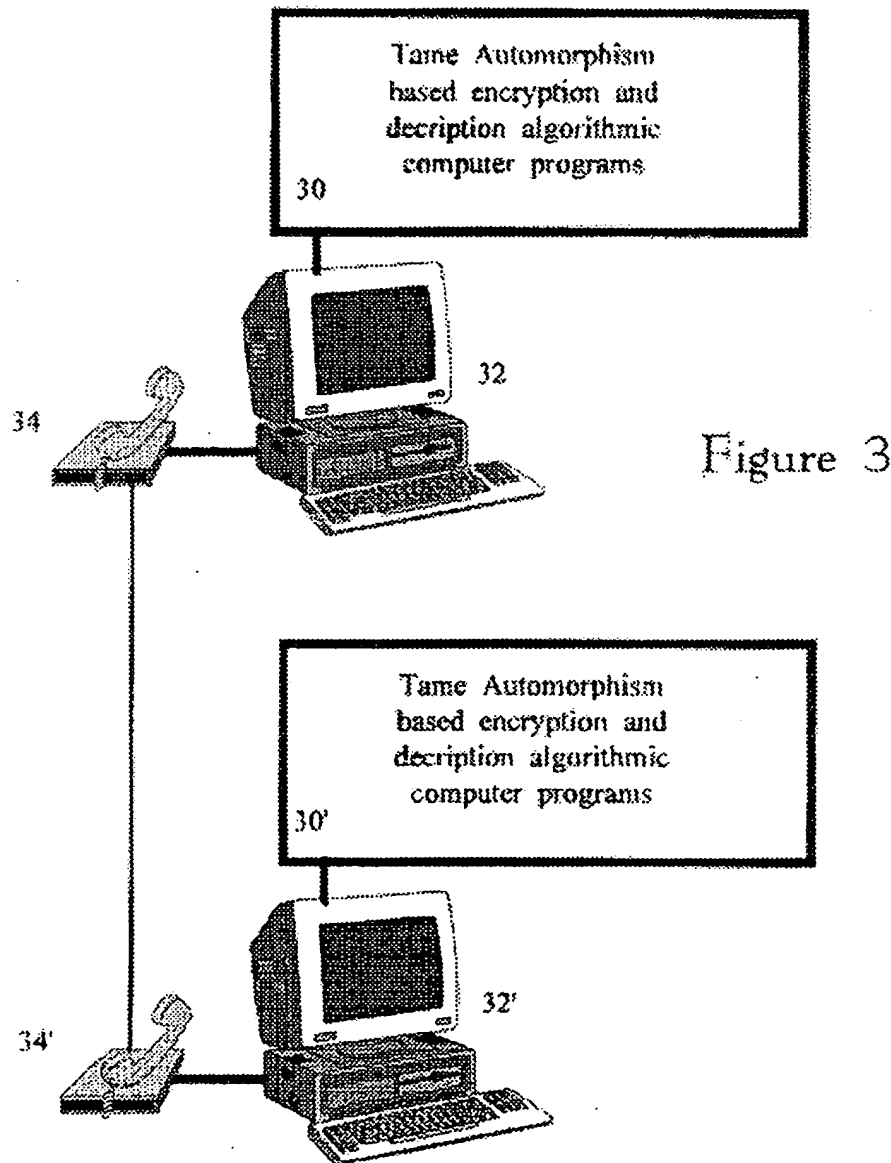 Tame Automorphism
based encryption and
decription algorithmic
computer programs
30
32
34
Figure 3
Tame Automorphism
based encryption and
decription algorithmic
computer programs
30'
32'
34'